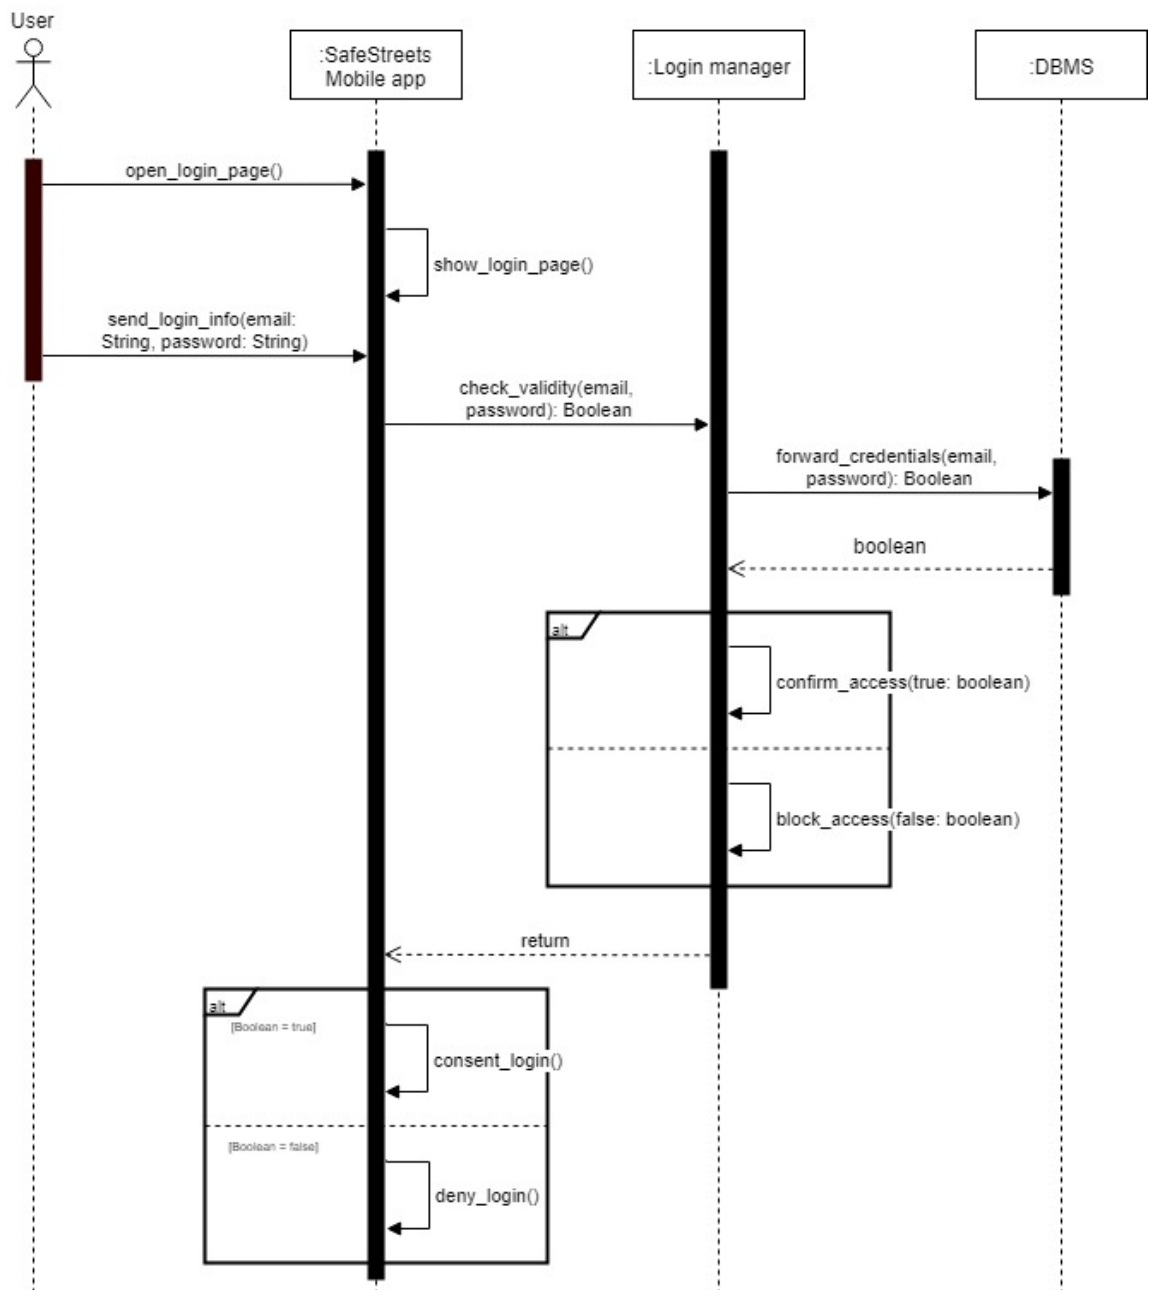 User
:SafeStreets
Mobile app
:Login manager
:DBMS
open_login_page()
show_login_page()
send_login_info(email:
String, password: String)
check_validity(email,
password): Boolean
forward_credentials(email,
password): Boolean
boolean
alt
confirm_access(true: boolean)
block_access(false: boolean)
return
alt
[Boolean = true]
consent_login()
[Boolean = false]
deny_login()